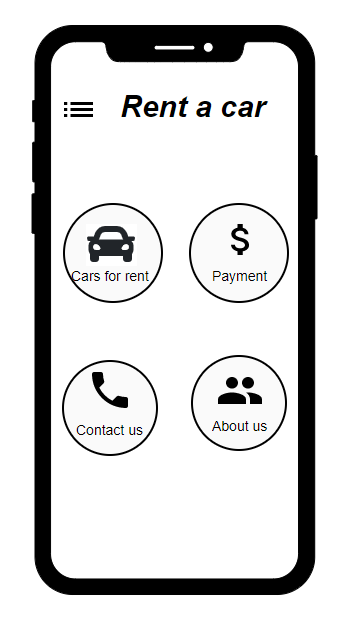 Rent a car
Cars for rent
Payment
Contact us
About us